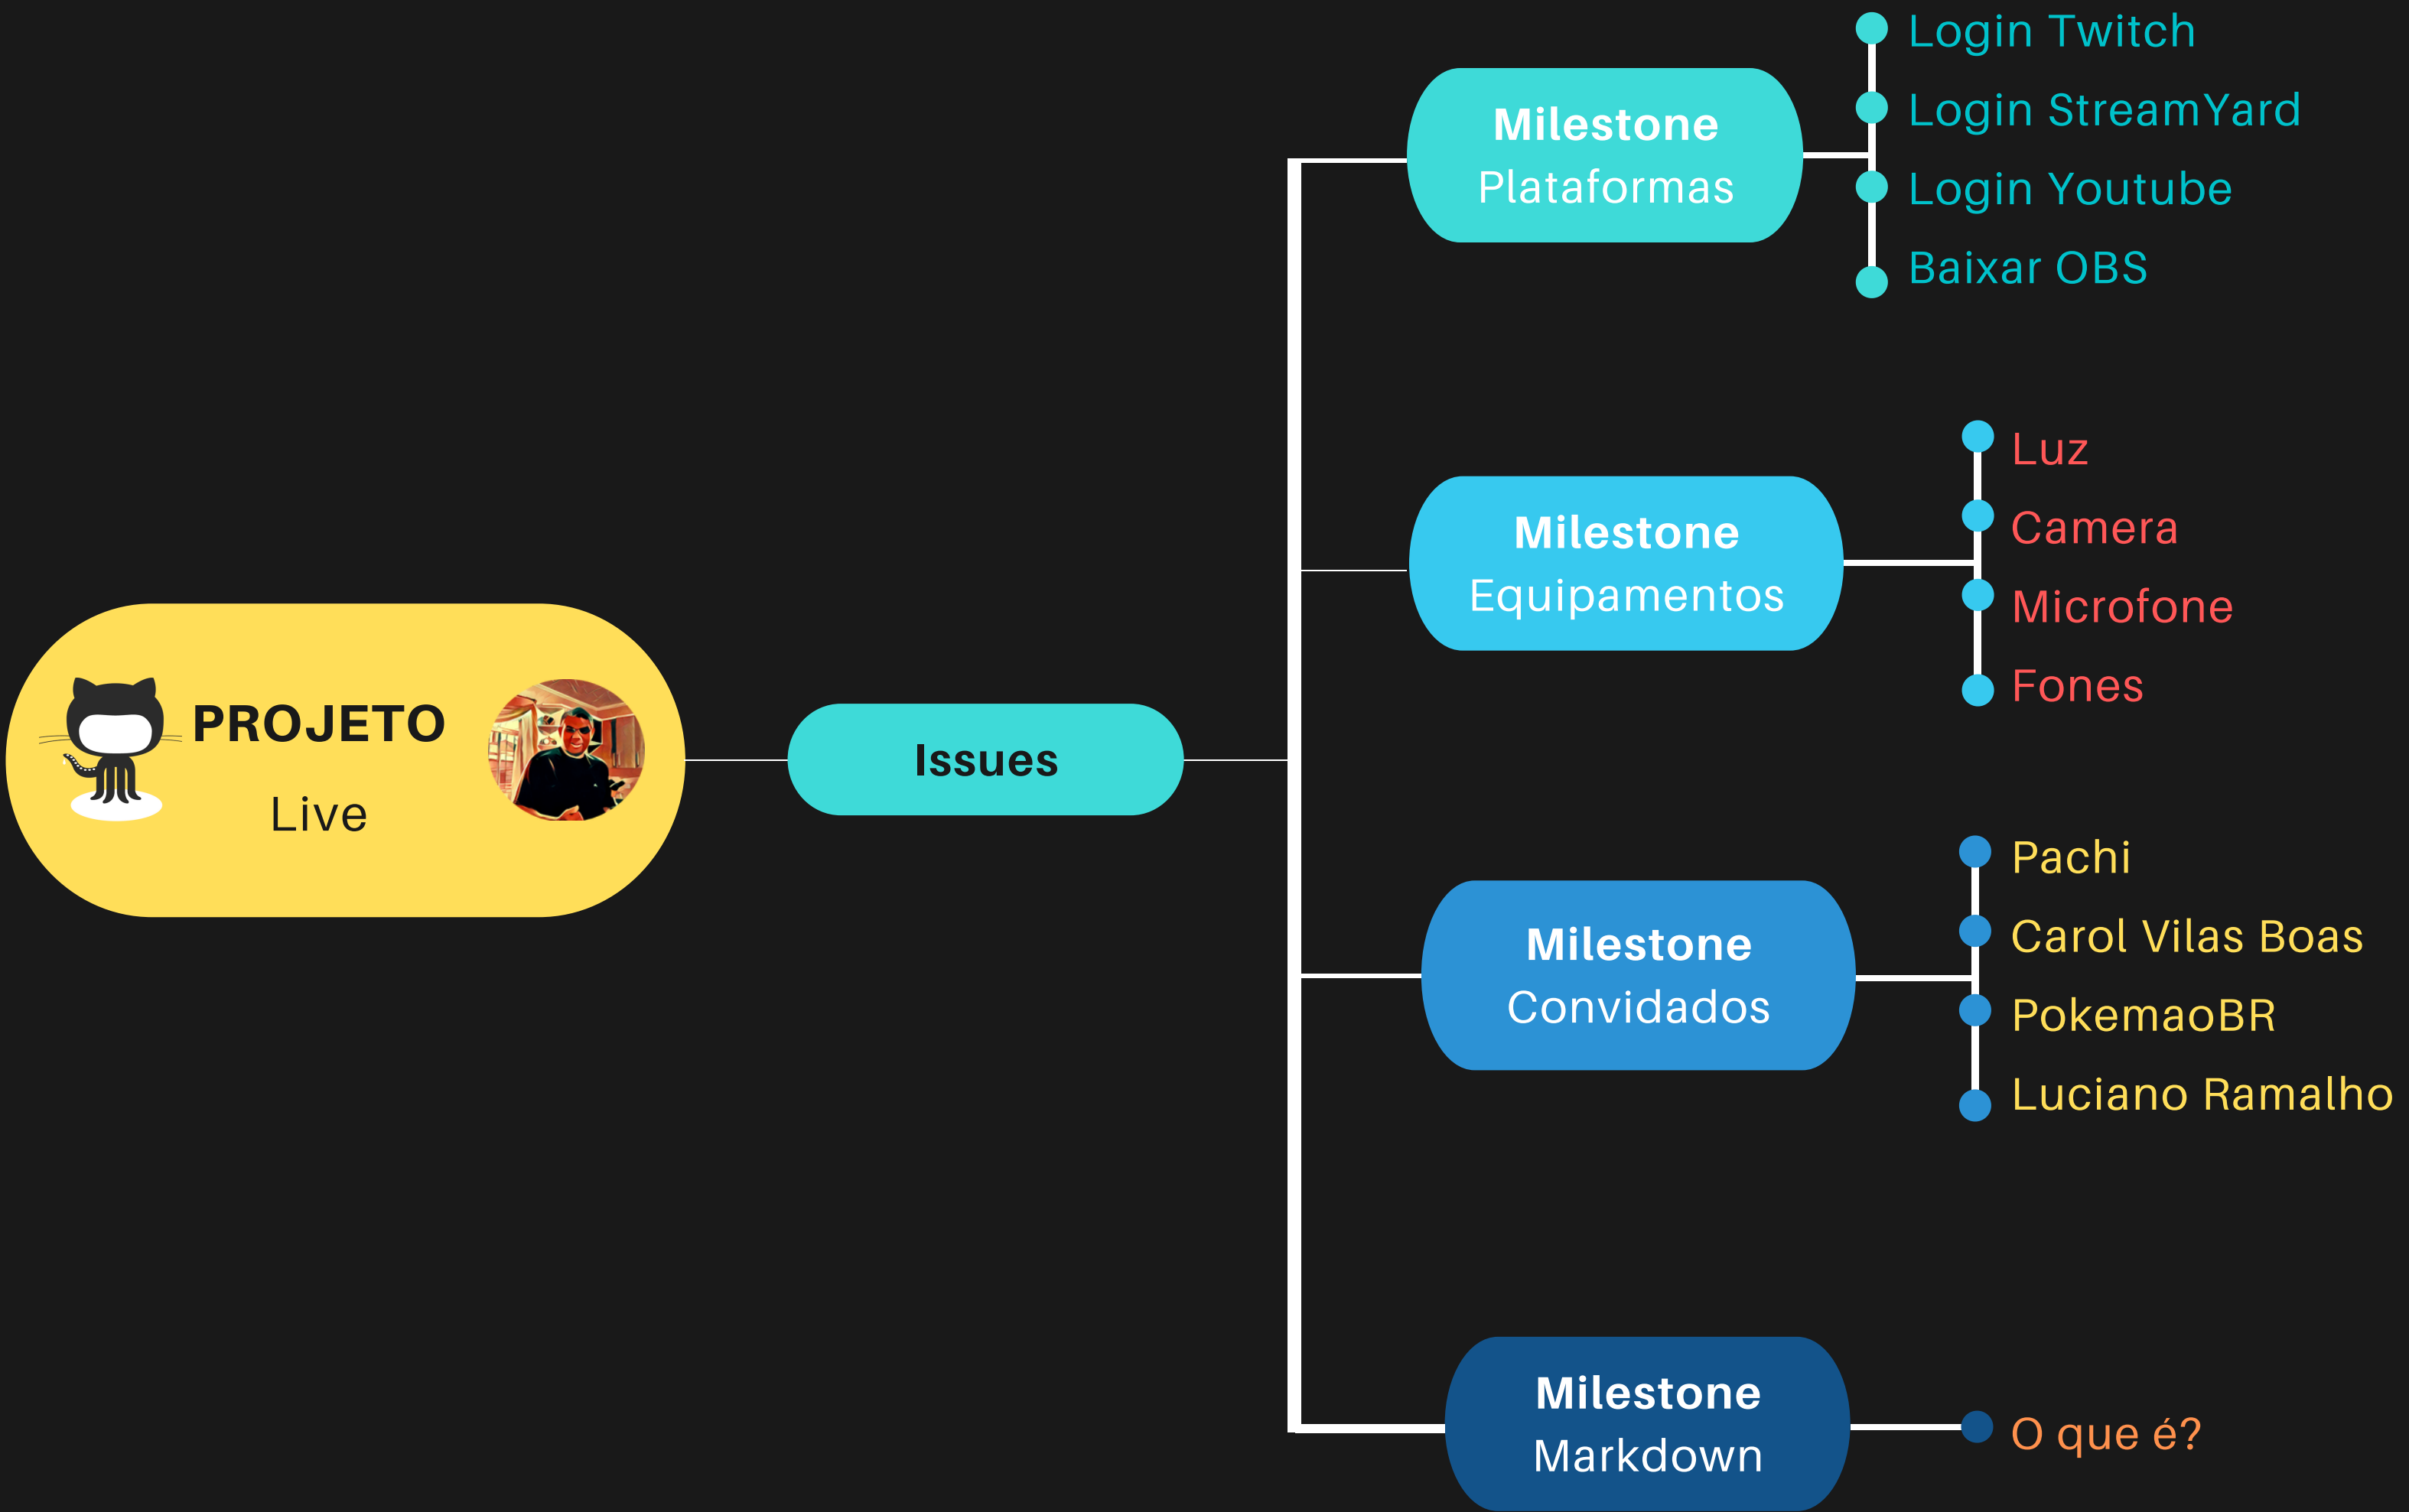 PROJETO
Live
Issues
Milestone
Plataformas
Login Twitch
Login StreamYard
Login Youtube
Baixar OBS
Milestone
Equipamentos
Luz
Camera
Microfone
Fones
Milestone
Convidados
Pachi
Carol Vilas Boas
PokemaoBR
Luciano Ramalho
Milestone
Markdown
O que é?